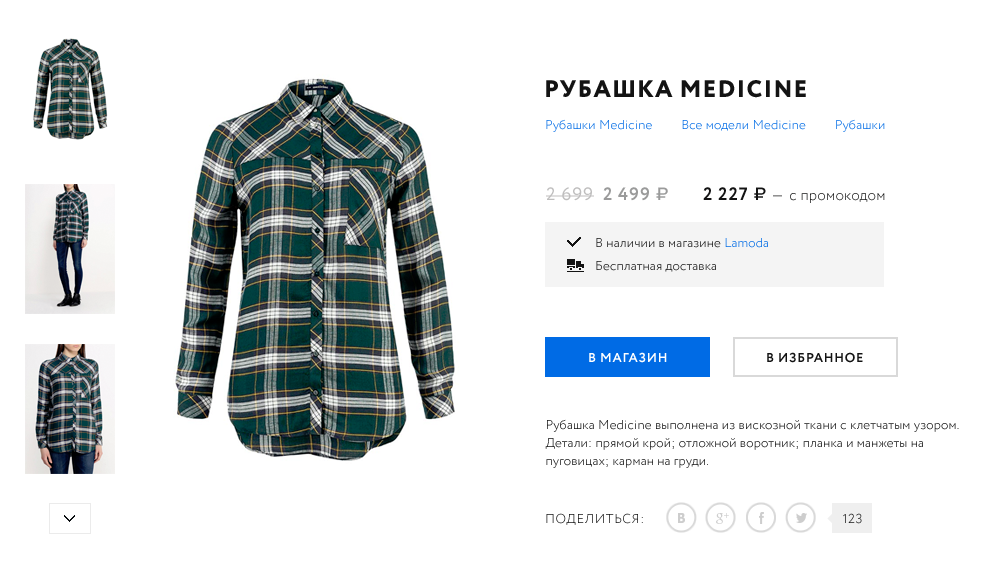 РУБАШКА MEDICINE
Рубашки Medicine Все модели Medicine Рубашки
2 699 2 499 ₽ 2 227 ₽ — с промокодом
В наличии в магазине Lamoda
Бесплатная доставка
В МАГАЗИН В ИЗБРАННОЕ
Рубашка Medicine выполнена из вискозной ткани с клетчатым узором.
Детали: прямой крой; отложной воротник; планка и манжеты на
пуговицах; карман на груди.
ПОДЕЛИТЬСЯ: B g+ f 123